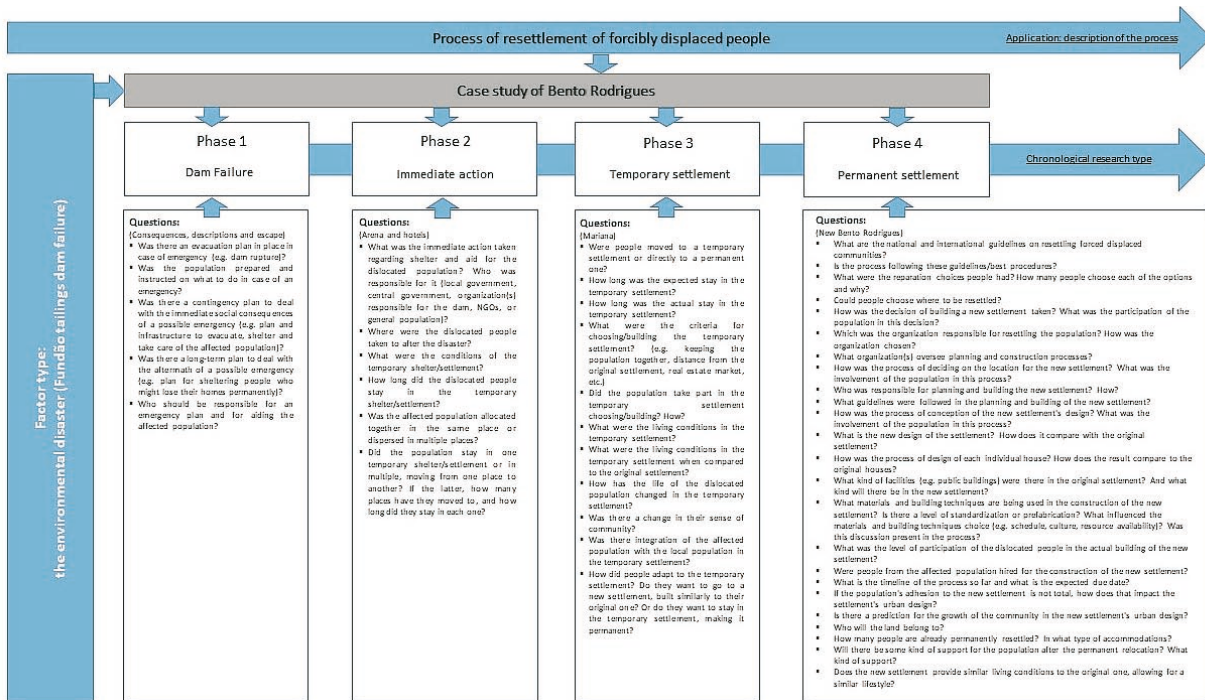 Process of resettlement of forcibly displaced people
Application: description of the process
Factor type:
the environmental disaster (Fundão tailings dam failure)
Case study of Bento Rodrigues
Phase 1
Dam Failure
Phase 2
Immediate action
Phase 3
Temporary settlement
Phase 4
Permanent settlement
Chronological research type
Questions:
(Consequences, descriptions and escape)
▪ Was there an evacuation plan in place in
case of emergency (e.g. dam rupture)?
▪ Was the population prepared and
instructed on what to do in case of an
emergency?
▪ Was there a contingency plan to deal
with the immediate social consequences
of a possible emergency (e.g. plan and
infrastructure to evacuate, shelter and
take care of the affected population)?
▪ Was there a long-term plan to deal with
the aftermath of a possible emergency
(e.g. plan for sheltering people who
might lose their homes permanently)?
▪ Who should be responsible for an
emergency plan and for aiding the
affected population?
Questions:
(Arena and hotels)
▪ What was the immediate action taken
regarding shelter and aid for the
dislocated population? Who was
responsible for it (local government,
central government, organization(s)
responsible for the dam, NGOs, or
general population)?
▪ Where were the dislocated people
taken to after the disaster?
▪ What were the conditions of the
temporary shelter/settlement?
▪ How long did the dislocated people
stay in the temporary
shelter/settlement?
▪ Was the affected population allocated
together in the same place or
dispersed in multiple places?
▪ Did the population stay in one
temporary shelter/settlement or in
multiple, moving from one place to
another? If the latter, how many
places have they moved to, and how
long did they stay in each one?
Questions:
(Mariana)
▪ Were people moved to a temporary
settlement or directly to a permanent
one?
▪ How long was the expected stay in the
temporary settlement?
▪ How long was the actual stay in the
temporary settlement?
▪ What were the criteria for
choosing/building the temporary
settlement? (e.g. keeping the
population together, distance from the
original settlement, real estate market,
etc.)
▪ Did the population take part in the
temporary settlement
choosing/building? How?
▪ What were the living conditions in the
temporary settlement?
▪ What were the living conditions in the
temporary settlement when compared
to the original settlement?
▪ How has the life of the dislocated
population changed in the temporary
settlement?
▪ Was there a change in their sense of
community?
▪ Was there integration of the affected
population with the local population in
the temporary settlement?
▪ How did people adapt to the temporary
settlement? Do they want to go to a
new settlement, built similarly to their
original one? Or do they want to stay in
the temporary settlement, making it
permanent?
Questions:
(New Bento Rodrigues)
▪ What are the national and international guidelines on resettling forced displaced
communities?
▪ Is the process following these guidelines/best procedures?
▪ What were the reparation choices people had? How many people choose each of the options
and why?
▪ Could people choose where to be resettled?
▪ How was the decision of building a new settlement taken? What was the participation of the
population in this decision?
▪ Which was the organization responsible for resettling the population? How was the
organization chosen?
▪ What organization(s) oversee planning and construction processes?
▪ How was the process of deciding on the location for the new settlement? What was the
involvement of the population in this process?
▪ Who was responsible for planning and building the new settlement? How?
▪ What guidelines were followed in the planning and building of the new settlement?
▪ How was the process of conception of the new settlement's design? What was the
involvement of the population in this process?
▪ What is the new design of the settlement? How does it compare with the original
settlement?
▪ How was the process of design of each individual house? How does the result compare to the
original houses?
▪ What kind of facilities (e.g. public buildings) were there in the original settlement? And what
kind will there be in the new settlement?
▪ What materials and building techniques are being used in the construction of the new
settlement? Is there a level of standardization or prefabrication? What influenced the
materials and building techniques choice (e.g. schedule, culture, resource availability)? Was
this discussion present in the process?
▪ What was the level of participation of the dislocated people in the actual building of the new
settlement?
▪ Were people from the affected population hired for the construction of the new settlement?
▪ What is the timeline of the process so far and what is the expected due date?
▪ If the population's adhesion to the new settlement is not total, how does that impact the
settlement's urban design?
▪ Is there a prediction for the growth of the community in the new settlement's urban design?
▪ Who will the land belong to?
▪ How many people are already permanently resettled? In what type of accommodations?
▪ Will there be some kind of support for the population after the permanent relocation? What
kind of support?
▪ Does the new settlement provide similar living conditions to the original one, allowing for a
similar lifestyle?